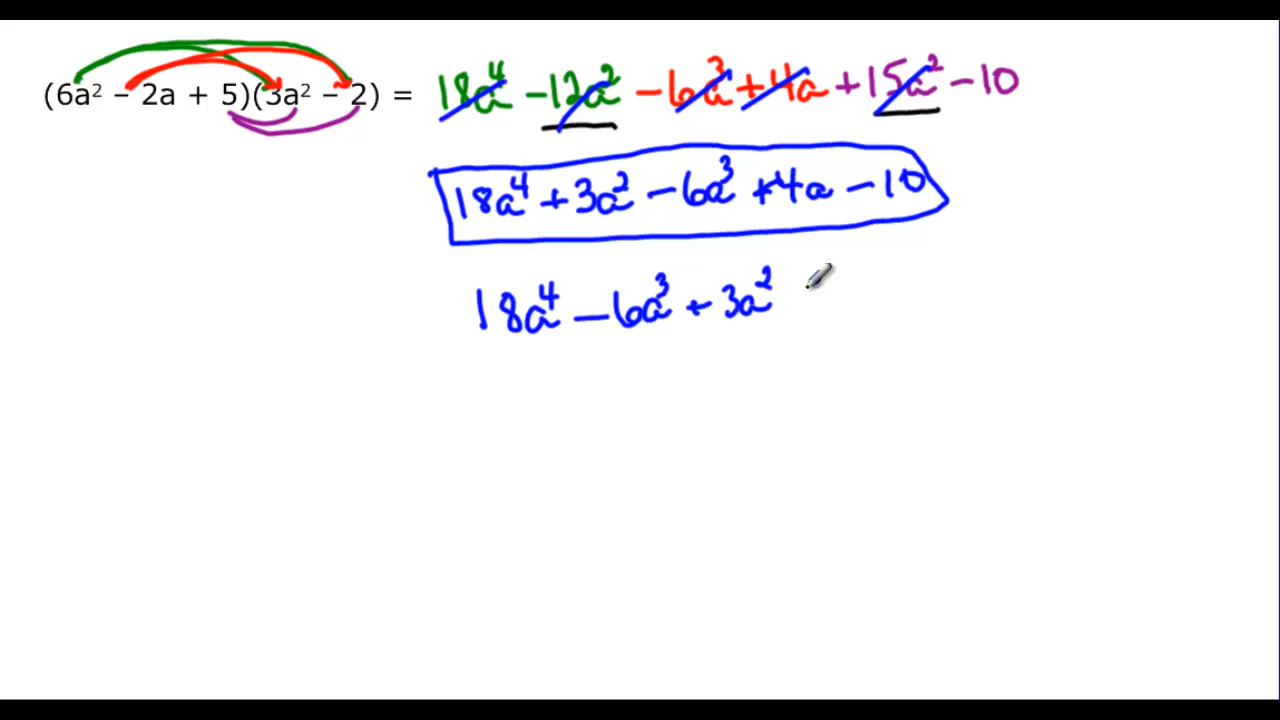 (6a² − 2a + 5)(3a² − 2) = 18a⁴ − 12a² − 6a³ + 4a + 15a² − 10
18a⁴ + 3a² − 6a³ + 4a − 10
18a⁴ − 6a³ + 3a²